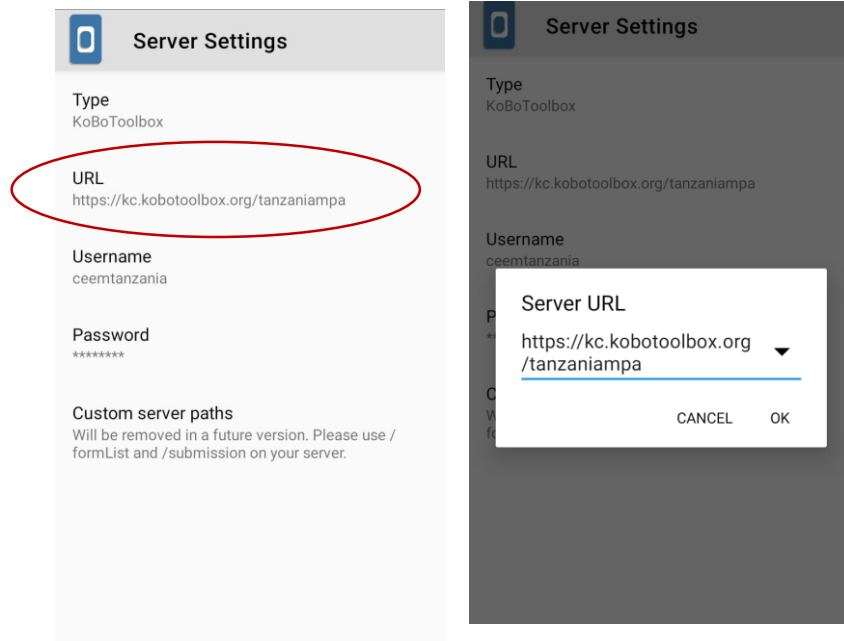 Server Settings
Type
KoBoToolbox
URL
https://kc.kobotoolbox.org/tanzaniampa
Username
ceemtanzania
Password
********
Custom server paths
Will be removed in a future version. Please use /
formList and /submission on your server.
Server Settings
Type
KoBoToolbox
URL
https://kc.kobotoolbox.org/tanzaniampa
Username
ceemtanzania
P
**
C
W
fo
Server URL
https://kc.kobotoolbox.org
/tanzaniampa
CANCEL OK